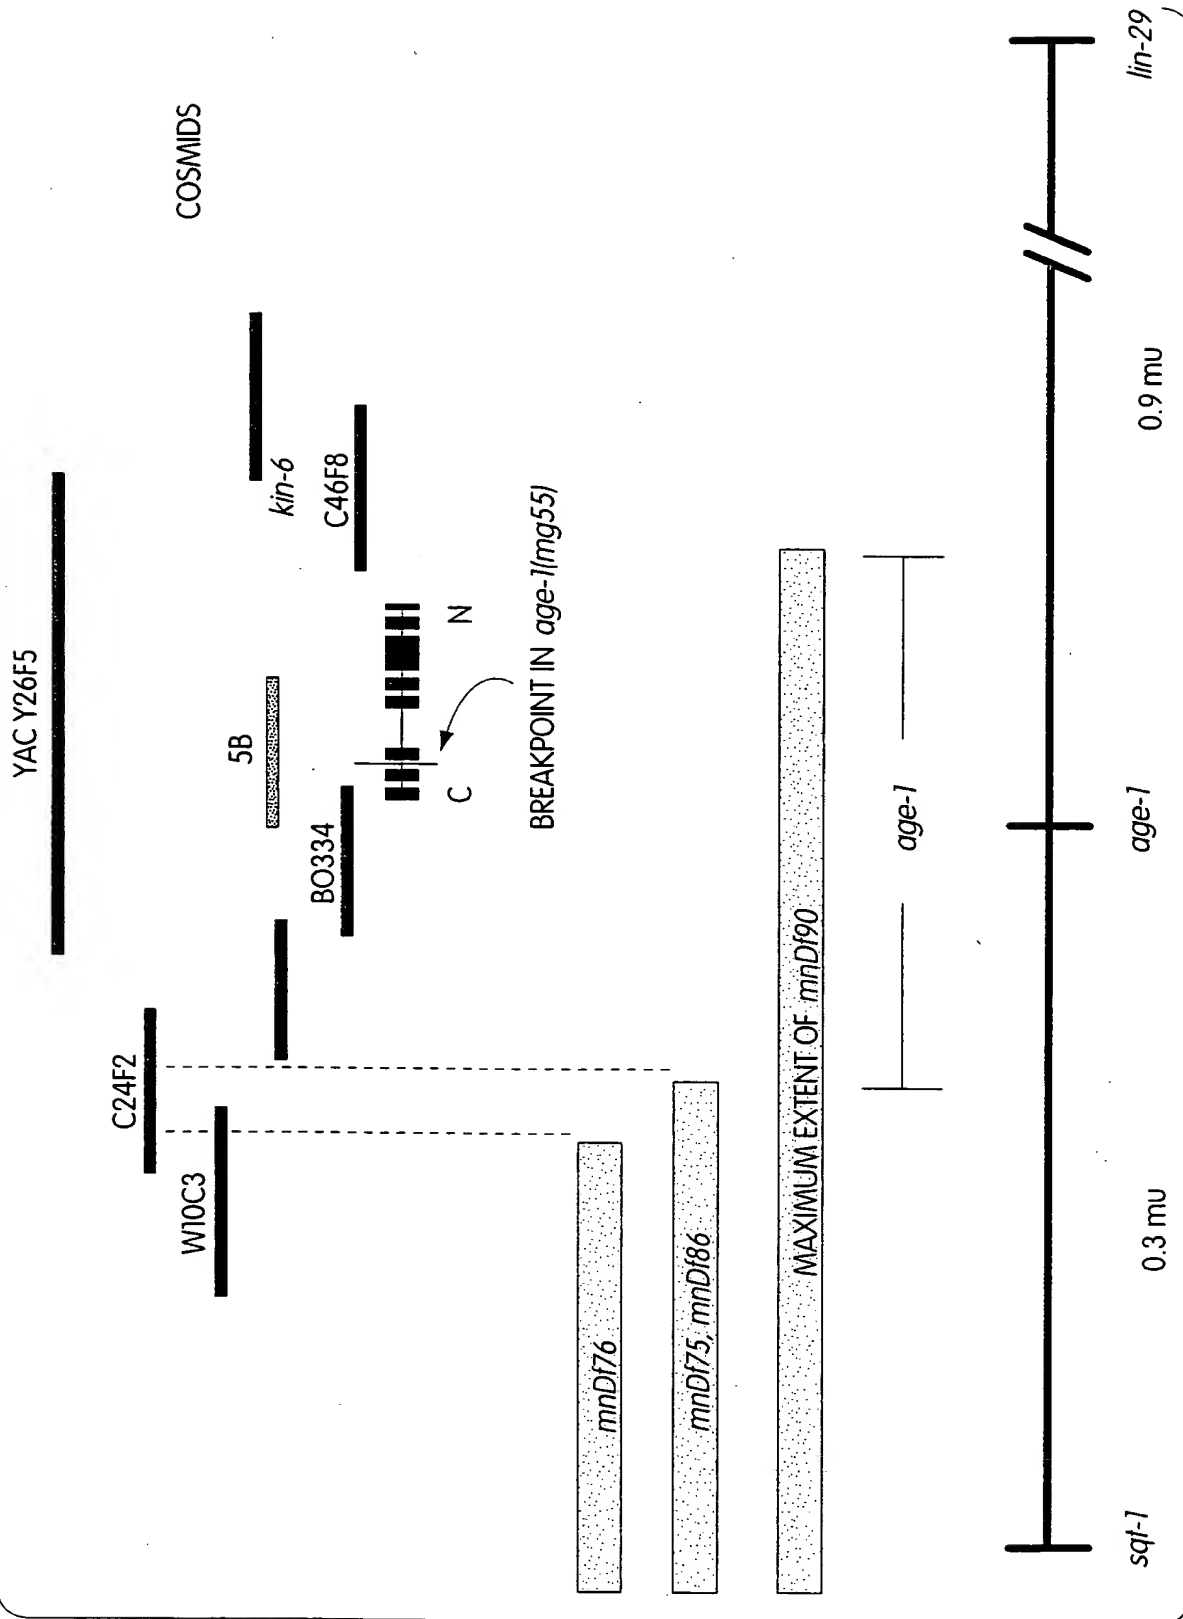 YAC Y26F5
COSMIDS
C24F2
W10C3
5B
kin-6
BO334
C46F8
C
N
BREAKPOINT IN age-1(mg55)
mnDf76
mnDf75, mnDf86
MAXIMUM EXTENT OF mnDf90
age-1
sqt-1
0.3 mu
age-1
0.9 mu
lin-29